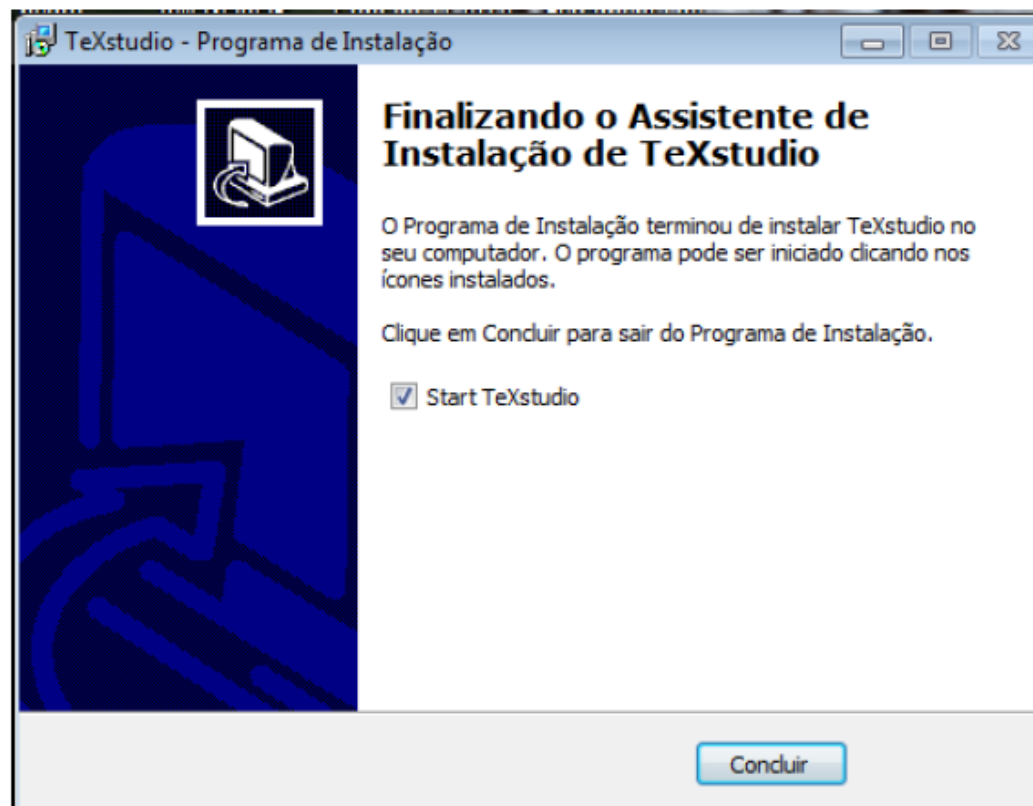 TeXstudio - Programa de Instalação
Finalizando o Assistente de
Instalação de TeXstudio
O Programa de Instalação terminou de instalar TeXstudio no
seu computador. O programa pode ser iniciado clicando nos
ícones instalados.
Clique em Concluir para sair do Programa de Instalação.
Start TeXstudio
Concluir